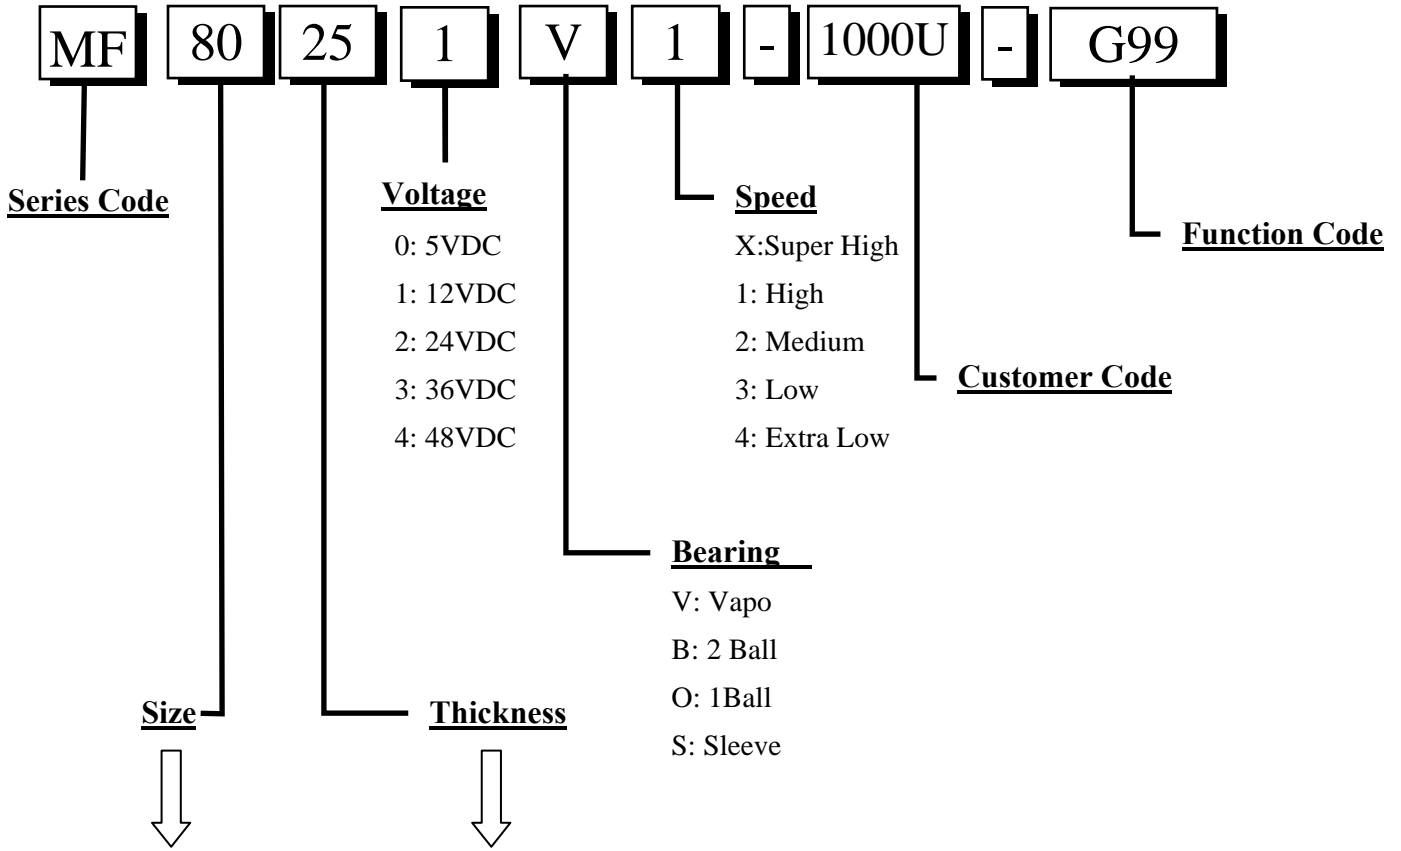 MF 80 25 1 V 1 - 1000U - G99
Series Code
Voltage
0: 5VDC
1: 12VDC
2: 24VDC
3: 36VDC
4: 48VDC
Speed
X:Super High
1: High
2: Medium
3: Low
4: Extra Low
Function Code
Customer Code
Bearing
V: Vapo
B: 2 Ball
O: 1Ball
S: Sleeve
Size
Thickness